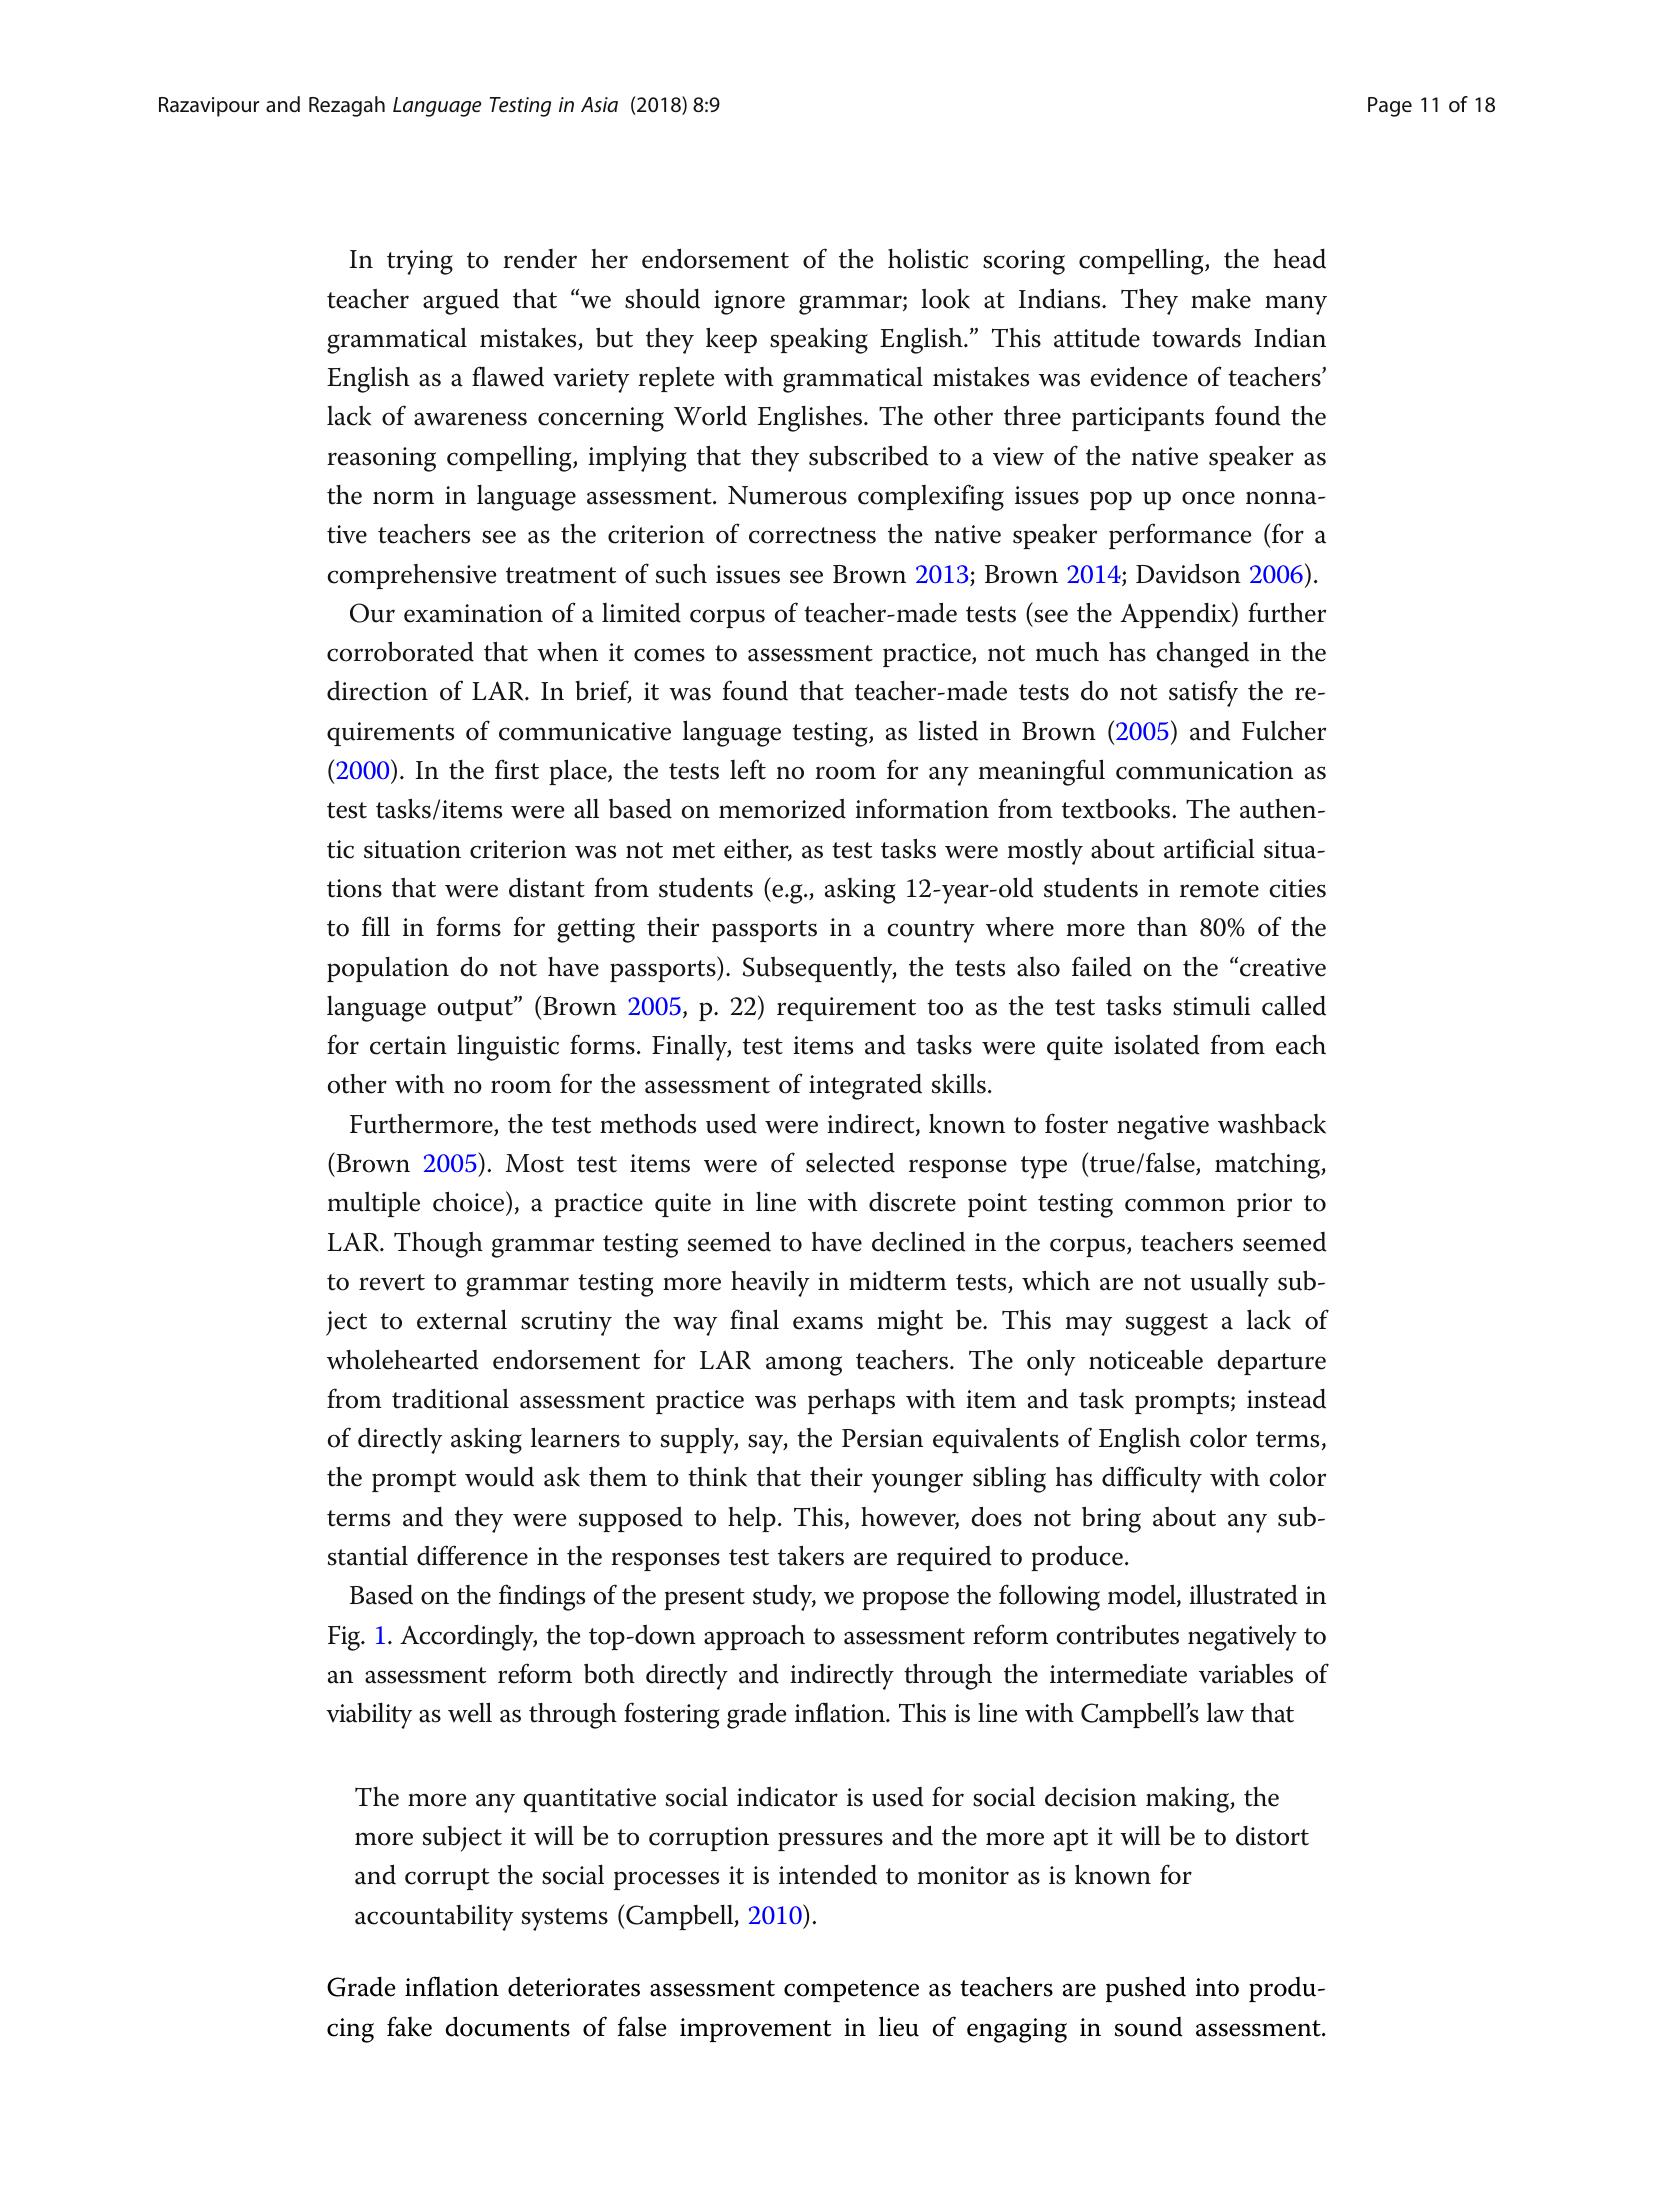 Razavipour and Rezagah Language Testing in Asia (2018) 8:9
Page 11 of 18
In trying to render her endorsement of the holistic scoring compelling, the head
teacher argued that “we should ignore grammar; look at Indians. They make many
grammatical mistakes, but they keep speaking English.” This attitude towards Indian
English as a flawed variety replete with grammatical mistakes was evidence of teachers’
lack of awareness concerning World Englishes. The other three participants found the
reasoning compelling, implying that they subscribed to a view of the native speaker as
the norm in language assessment. Numerous complexifing issues pop up once nonna-
tive teachers see as the criterion of correctness the native speaker performance (for a
comprehensive treatment of such issues see Brown 2013; Brown 2014; Davidson 2006).
Our examination of a limited corpus of teacher-made tests (see the Appendix) further
corroborated that when it comes to assessment practice, not much has changed in the
direction of LAR. In brief, it was found that teacher-made tests do not satisfy the re-
quirements of communicative language testing, as listed in Brown (2005) and Fulcher
(2000). In the first place, the tests left no room for any meaningful communication as
test tasks/items were all based on memorized information from textbooks. The authen-
tic situation criterion was not met either, as test tasks were mostly about artificial situa-
tions that were distant from students (e.g., asking 12-year-old students in remote cities
to fill in forms for getting their passports in a country where more than 80% of the
population do not have passports). Subsequently, the tests also failed on the “creative
language output” (Brown 2005, p. 22) requirement too as the test tasks stimuli called
for certain linguistic forms. Finally, test items and tasks were quite isolated from each
other with no room for the assessment of integrated skills.
Furthermore, the test methods used were indirect, known to foster negative washback
(Brown 2005). Most test items were of selected response type (true/false, matching,
multiple choice), a practice quite in line with discrete point testing common prior to
LAR. Though grammar testing seemed to have declined in the corpus, teachers seemed
to revert to grammar testing more heavily in midterm tests, which are not usually sub-
ject to external scrutiny the way final exams might be. This may suggest a lack of
wholehearted endorsement for LAR among teachers. The only noticeable departure
from traditional assessment practice was perhaps with item and task prompts; instead
of directly asking learners to supply, say, the Persian equivalents of English color terms,
the prompt would ask them to think that their younger sibling has difficulty with color
terms and they were supposed to help. This, however, does not bring about any sub-
stantial difference in the responses test takers are required to produce.
Based on the findings of the present study, we propose the following model, illustrated in
Fig. 1. Accordingly, the top-down approach to assessment reform contributes negatively to
an assessment reform both directly and indirectly through the intermediate variables of
viability as well as through fostering grade inflation. This is line with Campbell’s law that
The more any quantitative social indicator is used for social decision making, the
more subject it will be to corruption pressures and the more apt it will be to distort
and corrupt the social processes it is intended to monitor as is known for
accountability systems (Campbell, 2010).
Grade inflation deteriorates assessment competence as teachers are pushed into produ-
cing fake documents of false improvement in lieu of engaging in sound assessment.